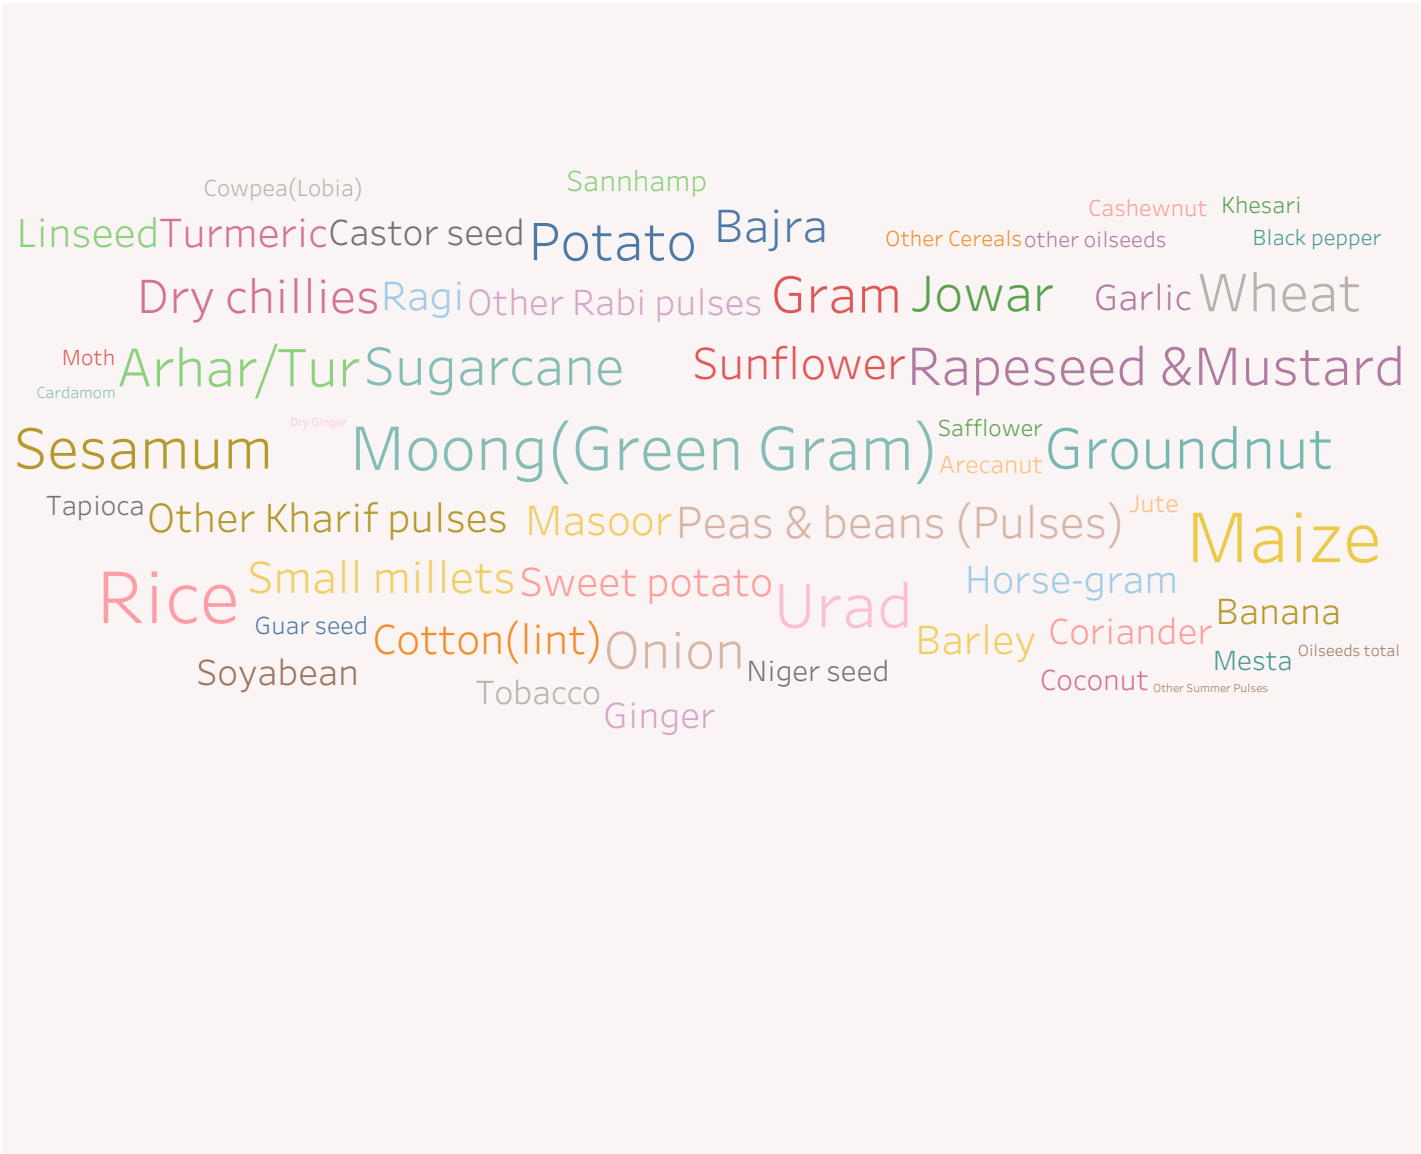 Cowpea(Lobia) Sannhamp
Cashewnut Khesari
Linseed Turmeric Castor seed Potato Bajra Other Cereals other oilseeds Black pepper
Dry chillies Ragi Other Rabi pulses Gram Jowar Garlic Wheat
Moth Arhar/Tur Sugarcane Sunflower Rapeseed &Mustard
Cardamom
Dry Ginger Safflower
Sesamum Moong(Green Gram) Groundnut
Arecanut
Tapioca Other Kharif pulses Masoor Peas & beans (Pulses) Jute Maize
Rice Small millets Sweet potato Urad Horse-gram Banana
Guar seed Cotton(lint) Onion Barley Coriander
Soyabean Niger seed Mesta Oilseeds total
Tobacco Coconut Other Summer Pulses
Ginger